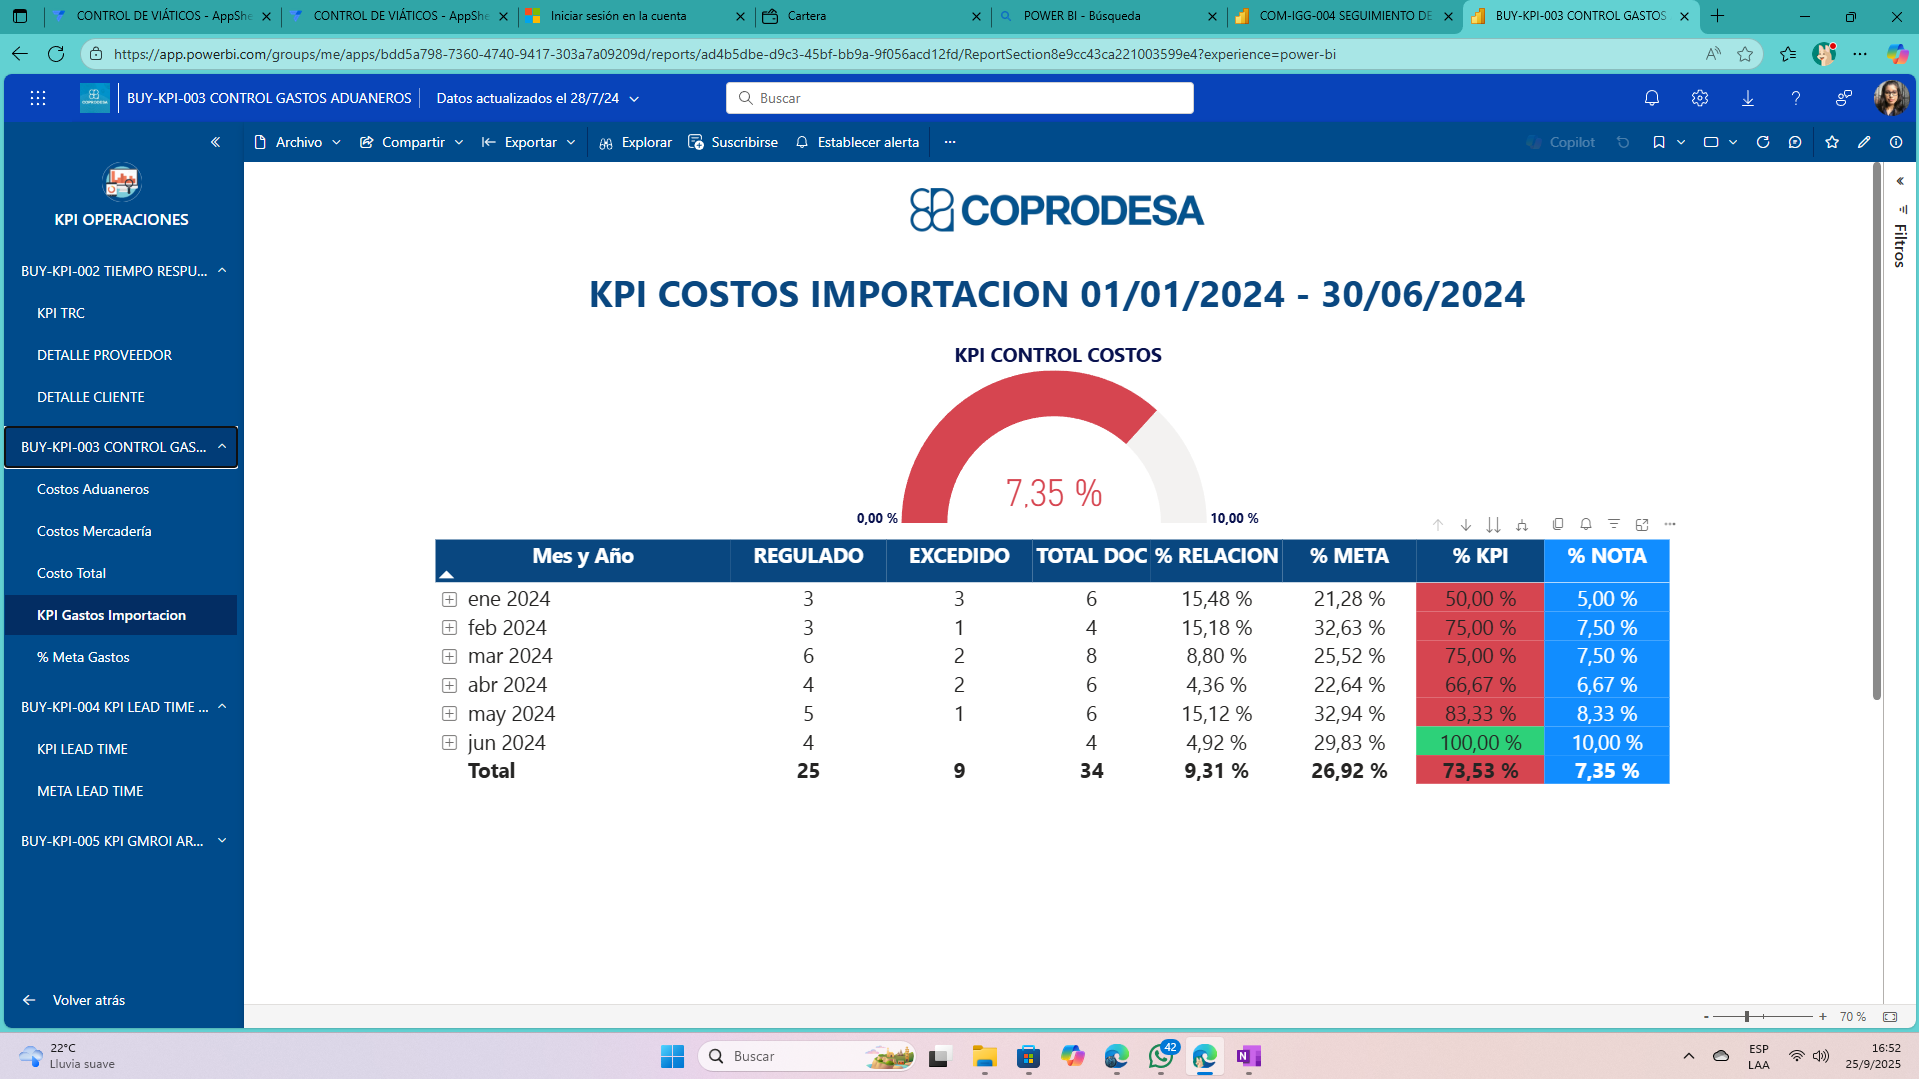 CONTROL DE VIÁTICOS - AppShe
CONTROL DE VIÁTICOS - AppShe
Iniciar sesión en la cuenta
Cartera
POWER BI - Búsqueda
COM-IGG-004 SEGUIMIENTO DE
BUY-KPI-003 CONTROL GASTOS
https://app.powerbi.com/groups/me/apps/bdd5a798-7360-4740-9417-303a7a09209d/reports/ad4b5dbe-d9c3-45bf-bb9a-9f056acd12fd/ReportSection8e9cc43ca221003599e4?experience=power-bi
COPRODESA
BUY-KPI-003 CONTROL GASTOS ADUANEROS
Datos actualizados el 28/7/24
Buscar
Archivo
Compartir
Exportar
Explorar
Suscribirse
Establecer alerta
Copilot
KPI OPERACIONES
BUY-KPI-002 TIEMPO RESPU...
KPI TRC
DETALLE PROVEEDOR
DETALLE CLIENTE
BUY-KPI-003 CONTROL GAS...
Costos Aduaneros
Costos Mercadería
Costo Total
KPI Gastos Importacion
% Meta Gastos
BUY-KPI-004 KPI LEAD TIME ...
KPI LEAD TIME
META LEAD TIME
BUY-KPI-005 KPI GMROI AR...
Volver atrás
COPRODESA
KPI COSTOS IMPORTACION 01/01/2024 - 30/06/2024
KPI CONTROL COSTOS
7,35 %
0,00 %
10,00 %
Mes y Año REGULADO EXCEDIDO TOTAL DOC % RELACION % META % KPI % NOTA
ene 2024 3 3 6 15,48 % 21,28 % 50,00 % 5,00 %
feb 2024 3 1 4 15,18 % 32,63 % 75,00 % 7,50 %
mar 2024 6 2 8 8,80 % 25,52 % 75,00 % 7,50 %
abr 2024 4 2 6 4,36 % 22,64 % 66,67 % 6,67 %
may 2024 5 1 6 15,12 % 32,94 % 83,33 % 8,33 %
jun 2024 4 4 4,92 % 29,83 % 100,00 % 10,00 %
Total 25 9 34 9,31 % 26,92 % 73,53 % 7,35 %
Filtros
- + 70 %
22°C
Lluvia suave
Buscar
42
ESP
LAA
16:52
25/9/2025